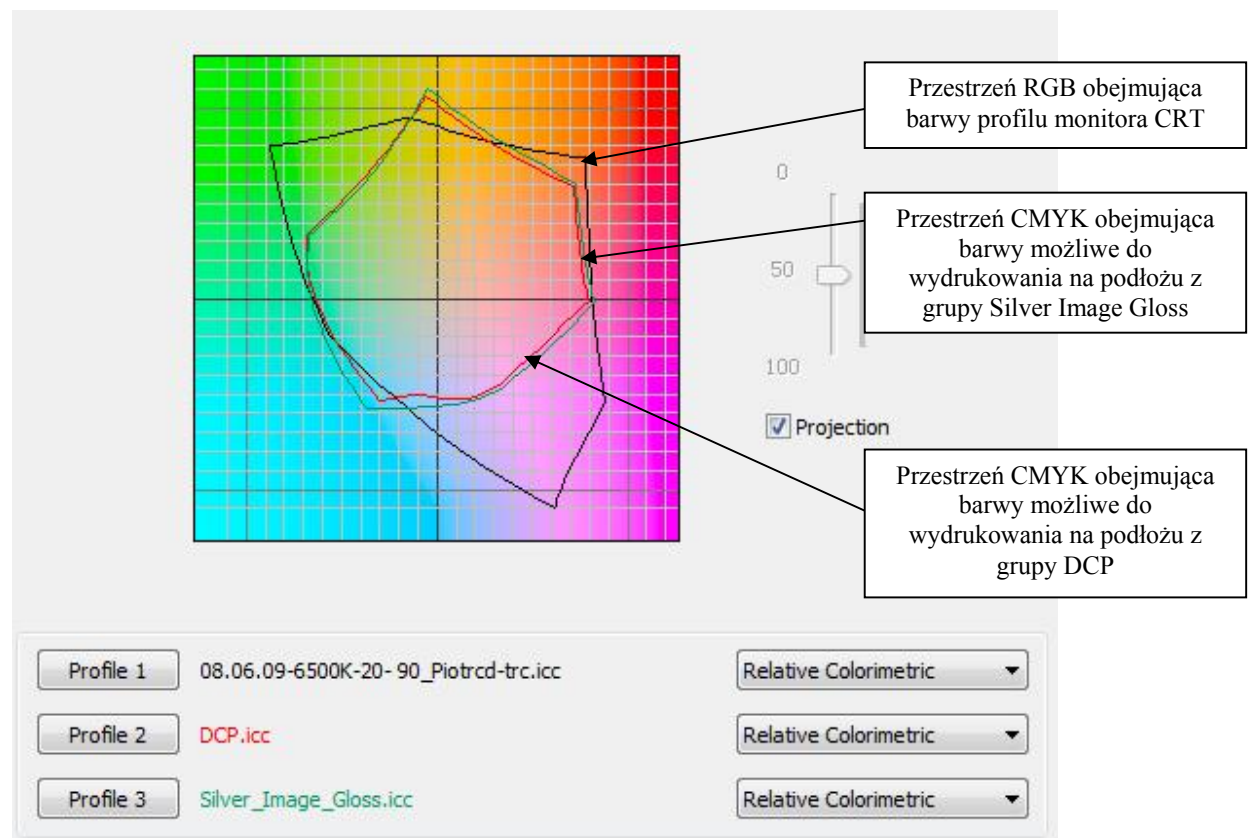 Przestrzeń RGB obejmująca
barwy profilu monitora CRT
0
Przestrzeń CMYK obejmująca
barwy możliwe do
wydrukowania na podłożu z
grupy Silver Image Gloss
50
100
Projection
Przestrzeń CMYK obejmująca
barwy możliwe do
wydrukowania na podłożu z
grupy DCP
Profile 1 08.06.09-6500K-20- 90_Piotrcd-trc.icc Relative Colorimetric
Profile 2 DCP.icc Relative Colorimetric
Profile 3 Silver_Image_Gloss.icc Relative Colorimetric